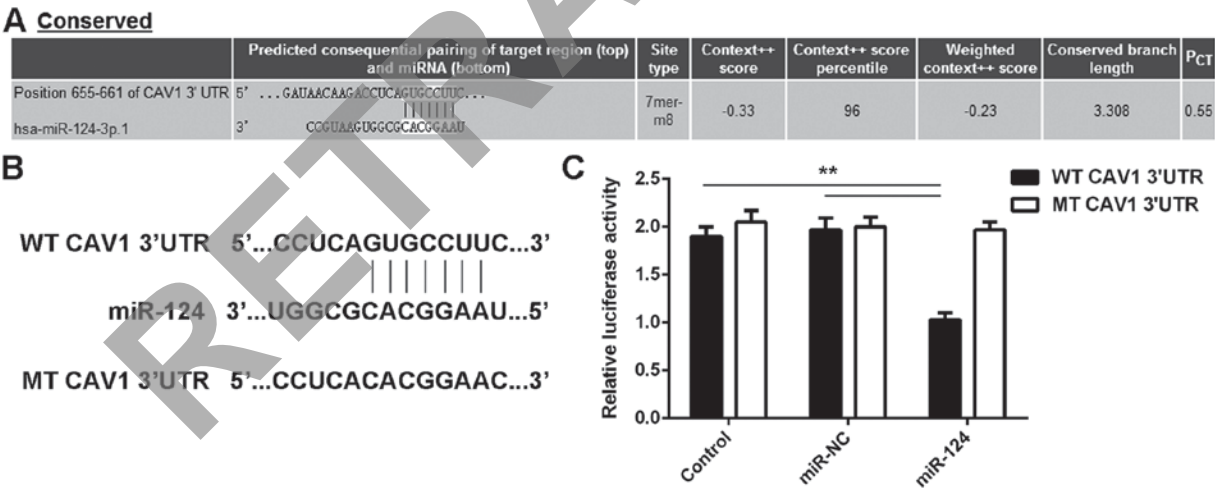 A Conserved
Predicted consequential pairing of target region (top) and miRNA (bottom)
Site type
Context++ score
Context++ score percentile
Weighted context++ score
Conserved branch length
PCT
Position 655-661 of CAV1 3' UTR 5' ...GAUAACAAGACCUCAGUGCCUUC...
hsa-miR-124-3p.1 3' CCGUAAGUGGCGCACGGAAU
7mer-m8
-0.33
96
-0.23
3.308
0.55
B
WT CAV1 3'UTR 5'...CCUCAGUGCCUUC...3'
miR-124 3'...UGGCGCACGGAAU...5'
MT CAV1 3'UTR 5'...CCUCACACGGAAC...3'
C
**
WT CAV1 3'UTR
MT CAV1 3'UTR
Relative luciferase activity
2.5
2.0
1.5
1.0
0.5
0.0
Control
miR-NC
miR-124
RETRA